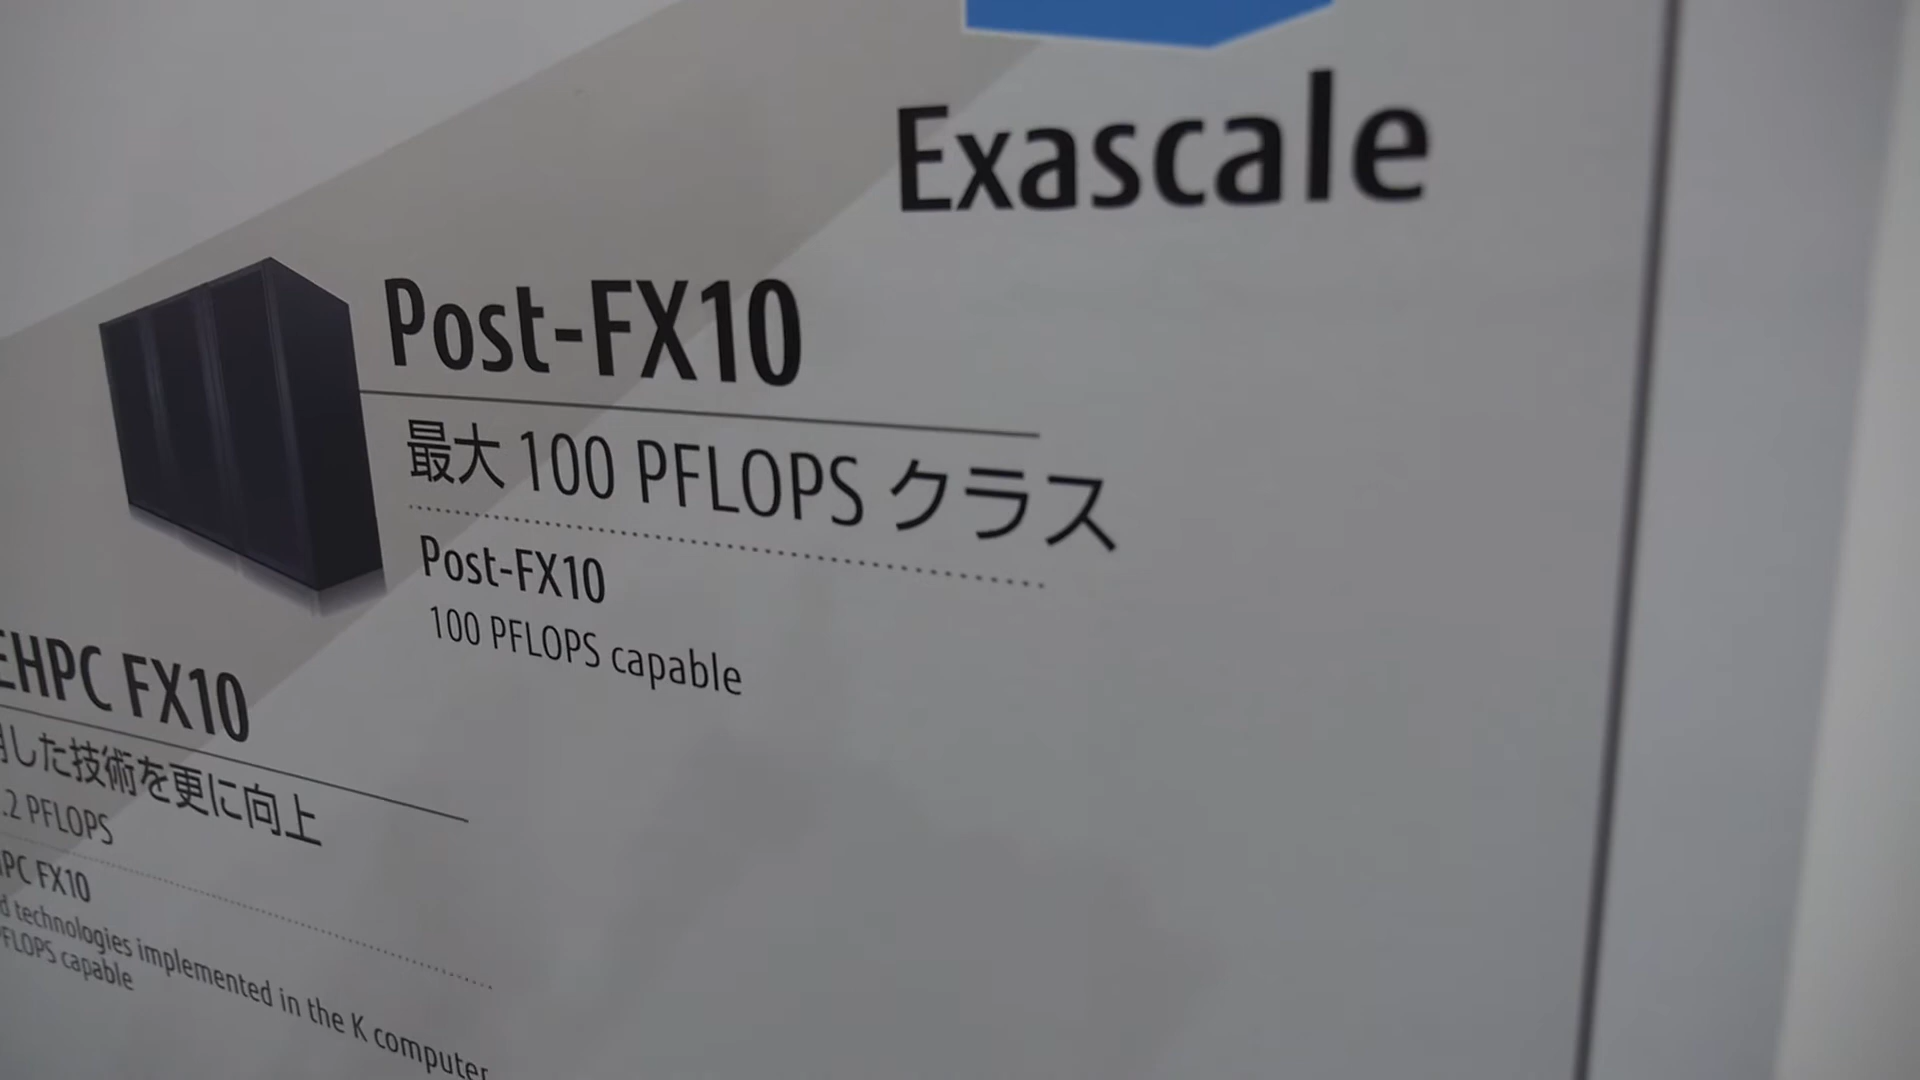 Exascale
Post-FX10
最大 100 PFLOPS クラス
Post-FX10
100 PFLOPS capable
EHPC FX10
した技術を更に向上
.2 PFLOPS
HPC FX10
technologies implemented in the K computer
PFLOPS capable